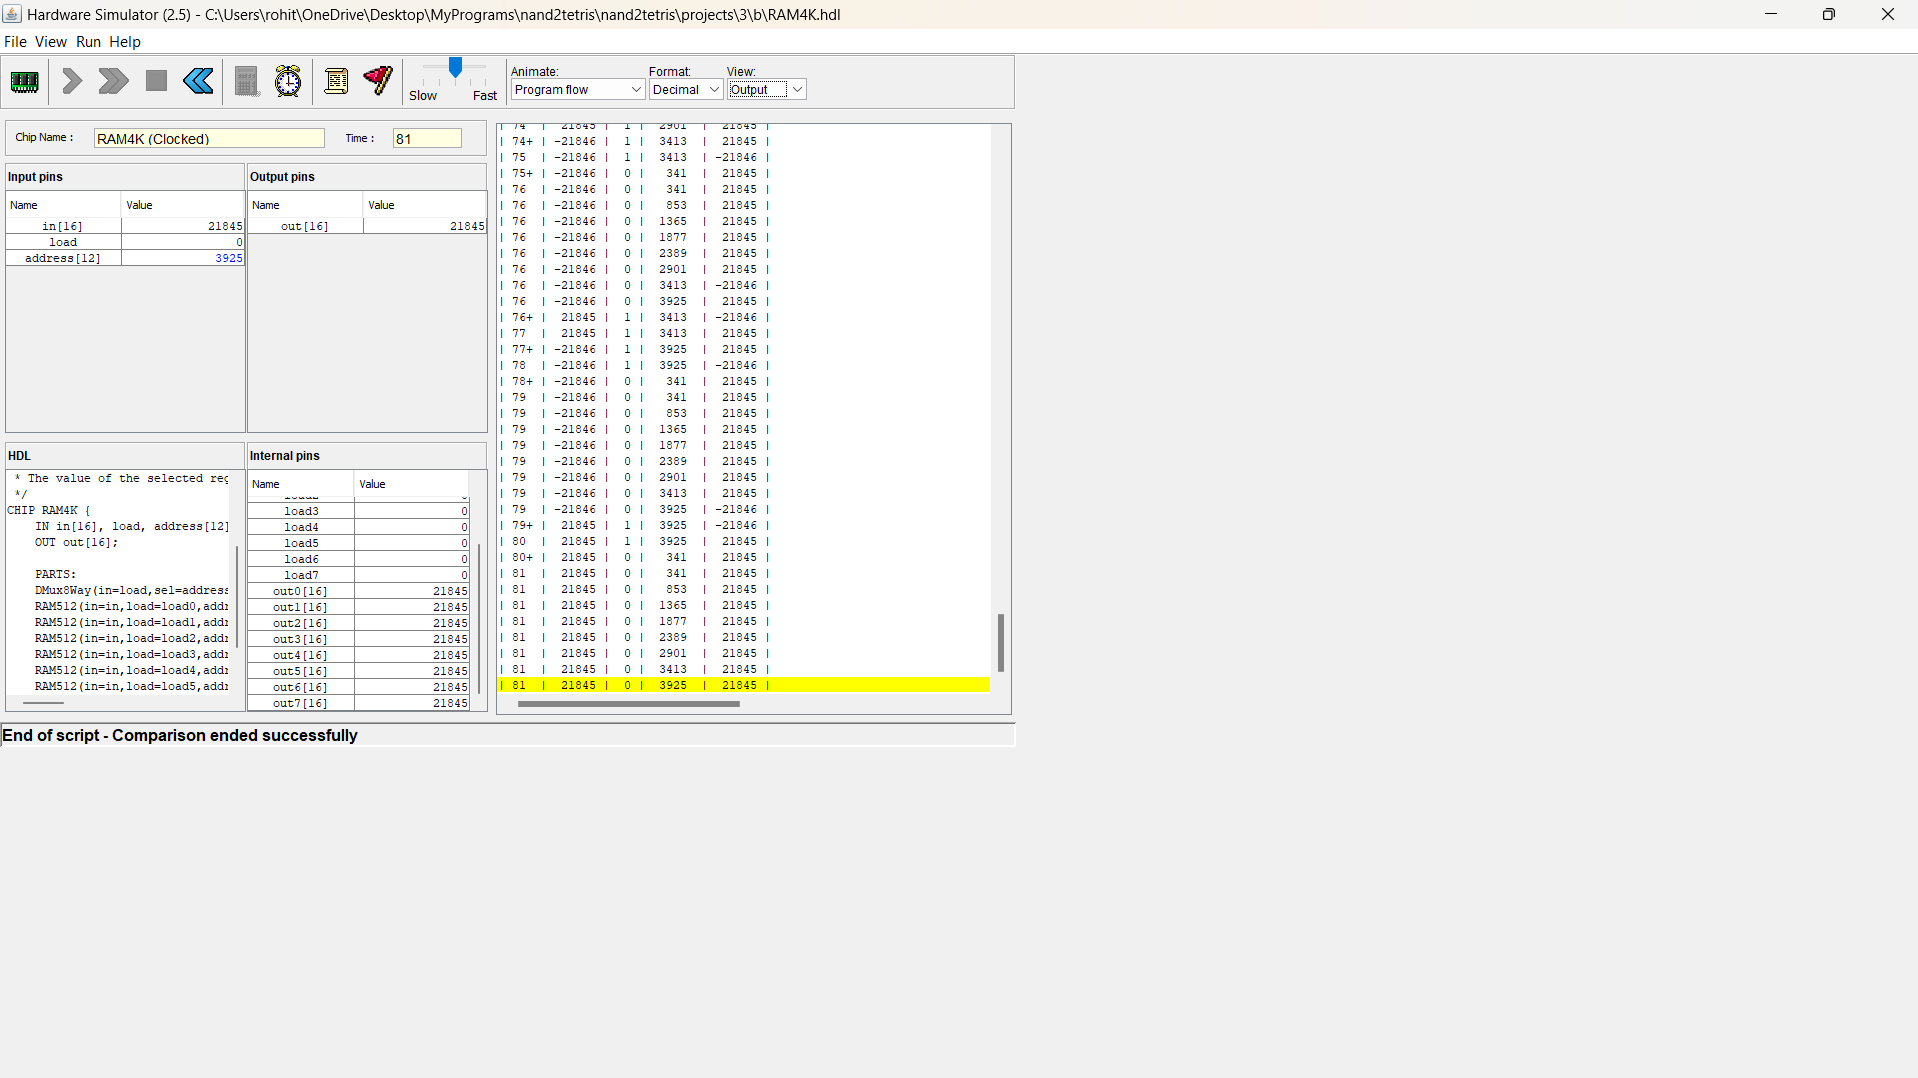 Hardware Simulator (2.5) - C:\Users\rohit\OneDrive\Desktop\MyPrograms\nand2tetris\nand2tetris\projects\3\b\RAM4K.hdl
File View Run Help
Slow Fast
Animate: Format: View:
Program flow Decimal Output
Chip Name : RAM4K (Clocked) Time : 81
Input pins
Name Value
in[16] 21845
load 0
address[12] 3925
Output pins
Name Value
out[16] 21845
HDL
* The value of the selected reg
*/
CHIP RAM4K {
IN in[16], load, address[12]
OUT out[16];
PARTS:
DMux8Way(in=load,sel=address
RAM512(in=in,load=load0,addr
RAM512(in=in,load=load1,addr
RAM512(in=in,load=load2,addr
RAM512(in=in,load=load3,addr
RAM512(in=in,load=load4,addr
RAM512(in=in,load=load5,addr
Internal pins
Name Value
load3 0
load4 0
load5 0
load6 0
load7 0
out0[16] 21845
out1[16] 21845
out2[16] 21845
out3[16] 21845
out4[16] 21845
out5[16] 21845
out6[16] 21845
out7[16] 21845
| 74 | 21845 | 1 | 2901 | 21845 |
| 74+ | -21846 | 1 | 3413 | 21845 |
| 75 | -21846 | 1 | 3413 | -21846 |
| 75+ | -21846 | 0 | 341 | 21845 |
| 76 | -21846 | 0 | 341 | 21845 |
| 76 | -21846 | 0 | 853 | 21845 |
| 76 | -21846 | 0 | 1365 | 21845 |
| 76 | -21846 | 0 | 1877 | 21845 |
| 76 | -21846 | 0 | 2389 | 21845 |
| 76 | -21846 | 0 | 2901 | 21845 |
| 76 | -21846 | 0 | 3413 | -21846 |
| 76 | -21846 | 0 | 3925 | 21845 |
| 76+ | 21845 | 1 | 3413 | -21846 |
| 77 | 21845 | 1 | 3413 | 21845 |
| 77+ | -21846 | 1 | 3925 | 21845 |
| 78 | -21846 | 1 | 3925 | -21846 |
| 78+ | -21846 | 0 | 341 | 21845 |
| 79 | -21846 | 0 | 341 | 21845 |
| 79 | -21846 | 0 | 853 | 21845 |
| 79 | -21846 | 0 | 1365 | 21845 |
| 79 | -21846 | 0 | 1877 | 21845 |
| 79 | -21846 | 0 | 2389 | 21845 |
| 79 | -21846 | 0 | 2901 | 21845 |
| 79 | -21846 | 0 | 3413 | 21845 |
| 79 | -21846 | 0 | 3925 | -21846 |
| 79+ | 21845 | 1 | 3925 | -21846 |
| 80 | 21845 | 1 | 3925 | 21845 |
| 80+ | 21845 | 0 | 341 | 21845 |
| 81 | 21845 | 0 | 341 | 21845 |
| 81 | 21845 | 0 | 853 | 21845 |
| 81 | 21845 | 0 | 1365 | 21845 |
| 81 | 21845 | 0 | 1877 | 21845 |
| 81 | 21845 | 0 | 2389 | 21845 |
| 81 | 21845 | 0 | 2901 | 21845 |
| 81 | 21845 | 0 | 3413 | 21845 |
| 81 | 21845 | 0 | 3925 | 21845 |
End of script - Comparison ended successfully